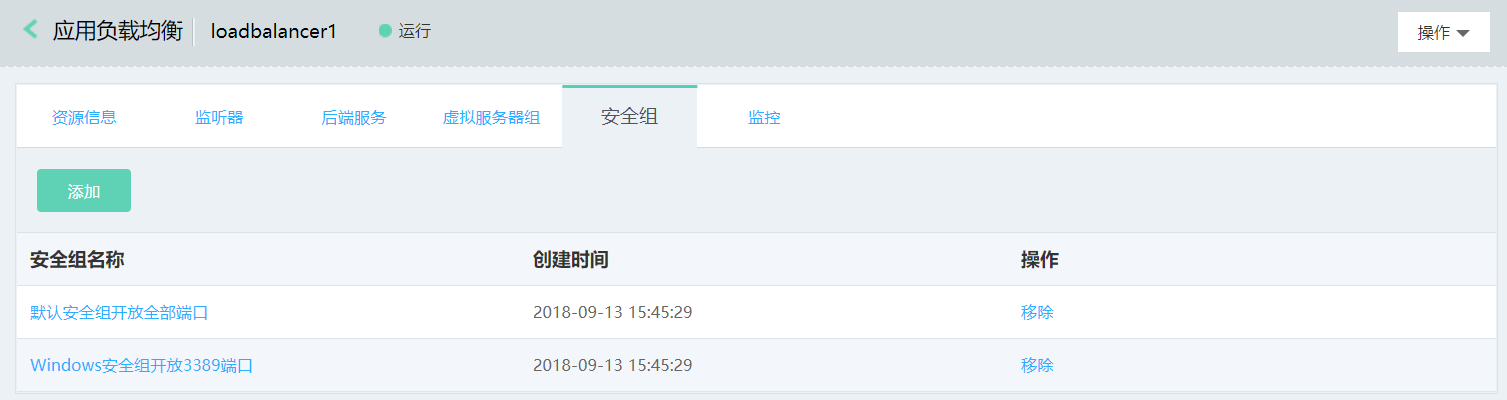 应用负载均衡 loadbalancer1 运行 操作
资源信息 监听器 后端服务 虚拟服务器组 安全组 监控
添加
安全组名称 创建时间 操作
默认安全组开放全部端口 2018-09-13 15:45:29 移除
Windows安全组开放3389端口 2018-09-13 15:45:29 移除